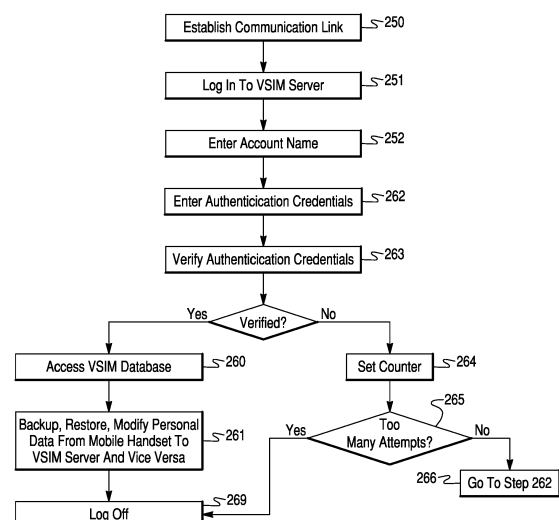 Establish Communication Link
250
Log In To VSIM Server
251
Enter Account Name
252
Enter Authenticication Credentials
262
Verify Authenticication Credentials
263
Verified?
Yes
No
Access VSIM Database
260
Set Counter
264
Backup, Restore, Modify Personal
Data From Mobile Handset To
VSIM Server And Vice Versa
261
Too
Many Attempts?
265
Yes
No
266
Go To Step 262
Log Off
269